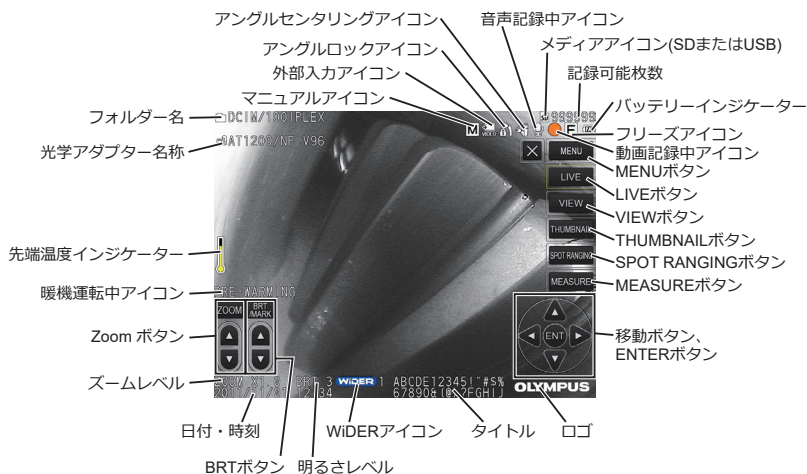 アングルセンタリングアイコン
音声記録中アイコン
アングルロックアイコン
メディアアイコン(SDまたはUSB)
外部入力アイコン
記録可能枚数
マニュアルアイコン
バッテリーインジケーター
フォルダー名
フリーズアイコン
光学アダプター名称
動画記録中アイコン
MENUボタン
LIVEボタン
VIEWボタン
THUMBNAILボタン
先端温度インジケーター
SPOT RANGINGボタン
暖機運転中アイコン
MEASUREボタン
Zoom ボタン
移動ボタン、
ENTERボタン
ズームレベル
日付・時刻
WiDERアイコン
タイトル
ロゴ
BRTボタン
明るさレベル
DCIM/100IPLEX
999999
M
F
AT120D/NF V96
MENU
LIVE
VIEW
THUMBNAIL
SPOT RANGING
MEASURE
PRE-WARMING
ZOOM
BRT
/MARK
ENT
BRT 3
WiDER 1
ABCDE12345!"#S%
OLYMPUS